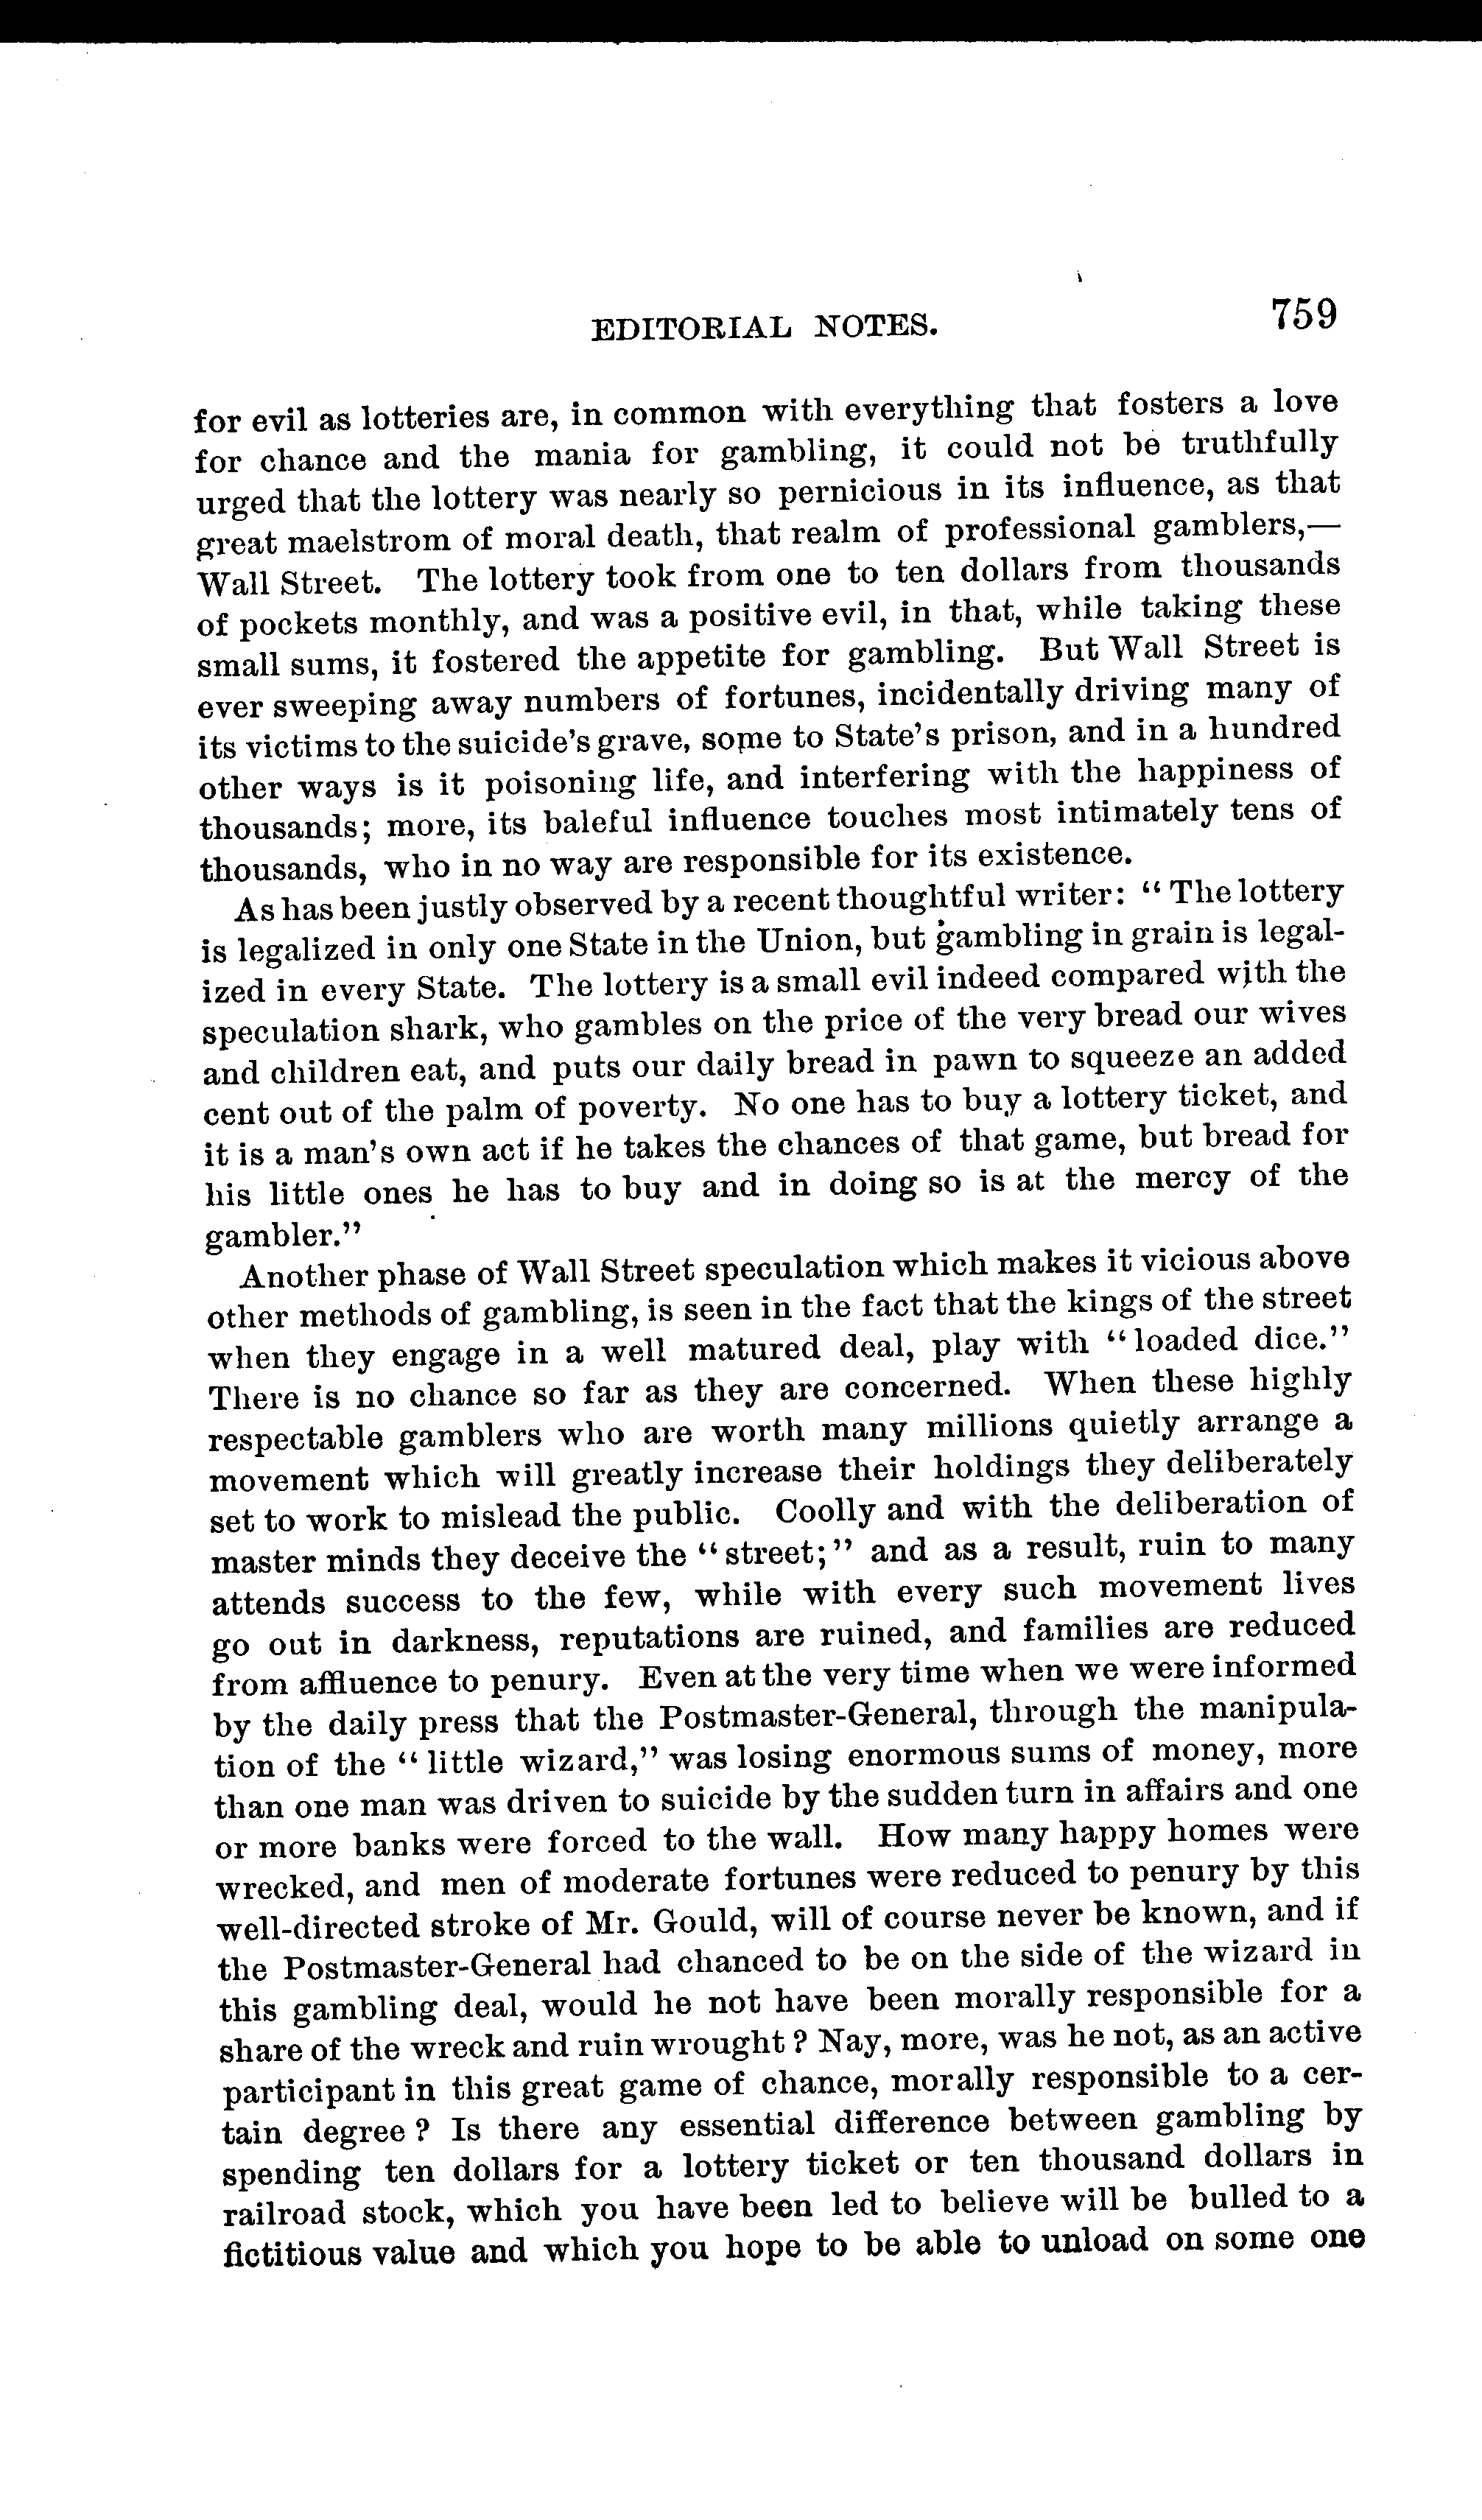 EDITORIAL NOTES. 759
for evil as lotteries are, in common with everything that fosters a love
for chance and the mania for gambling, it could not be truthfully
urged that the lottery was nearly so pernicious in its influence, as that
great maelstrom of moral death, that realm of professional gamblers,—
Wall Street. The lottery took from one to ten dollars from thousands
of pockets monthly, and was a positive evil, in that, while taking these
small sums, it fostered the appetite for gambling. But Wall Street is
ever sweeping away numbers of fortunes, incidentally driving many of
its victims to the suicide's grave, some to State's prison, and in a hundred
other ways is it poisoning life, and interfering with the happiness of
thousands; more, its baleful influence touches most intimately tens of
thousands, who in no way are responsible for its existence.
As has been justly observed by a recent thoughtful writer: "The lottery
is legalized in only one State in the Union, but gambling in grain is legal-
ized in every State. The lottery is a small evil indeed compared with the
speculation shark, who gambles on the price of the very bread our wives
and children eat, and puts our daily bread in pawn to squeeze an added
cent out of the palm of poverty. No one has to buy a lottery ticket, and
it is a man's own act if he takes the chances of that game, but bread for
his little ones he has to buy and in doing so is at the mercy of the
gambler."
Another phase of Wall Street speculation which makes it vicious above
other methods of gambling, is seen in the fact that the kings of the street
when they engage in a well matured deal, play with "loaded dice."
There is no chance so far as they are concerned. When these highly
respectable gamblers who are worth many millions quietly arrange a
movement which will greatly increase their holdings they deliberately
set to work to mislead the public. Coolly and with the deliberation of
master minds they deceive the "street;" and as a result, ruin to many
attends success to the few, while with every such movement lives
go out in darkness, reputations are ruined, and families are reduced
from affluence to penury. Even at the very time when we were informed
by the daily press that the Postmaster-General, through the manipula-
tion of the "little wizard," was losing enormous sums of money, more
than one man was driven to suicide by the sudden turn in affairs and one
or more banks were forced to the wall. How many happy homes were
wrecked, and men of moderate fortunes were reduced to penury by this
well-directed stroke of Mr. Gould, will of course never be known, and if
the Postmaster-General had chanced to be on the side of the wizard in
this gambling deal, would he not have been morally responsible for a
share of the wreck and ruin wrought? Nay, more, was he not, as an active
participant in this great game of chance, morally responsible to a cer-
tain degree? Is there any essential difference between gambling by
spending ten dollars for a lottery ticket or ten thousand dollars in
railroad stock, which you have been led to believe will be bulled to a
fictitious value and which you hope to be able to unload on some one